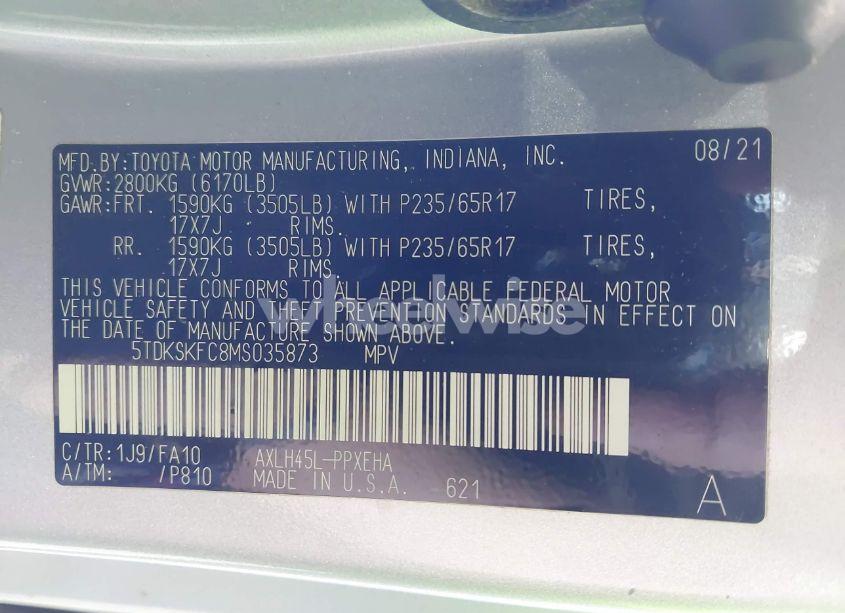 MFD.BY:TOYOTA MOTOR MANUFACTURING, INDIANA, INC. 08/21
GVWR:2800KG (6170LB)
GAWR:FRT. 1590KG (3505LB) WITH P235/65R17 TIRES,
17X7J RIMS.
RR. 1590KG (3505LB) WITH P235/65R17 TIRES,
17X7J RIMS.
THIS VEHICLE CONFORMS TO ALL APPLICABLE FEDERAL MOTOR
VEHICLE SAFETY AND THEFT PREVENTION STANDARDS IN EFFECT ON
THE DATE OF MANUFACTURE SHOWN ABOVE.
wheelwise
5TDKSKFC8MS035873 MPV
C/TR:1J9/FA10 AXLH45L-PPXEHA
A/TM: /P810 MADE IN U.S.A. 621 A